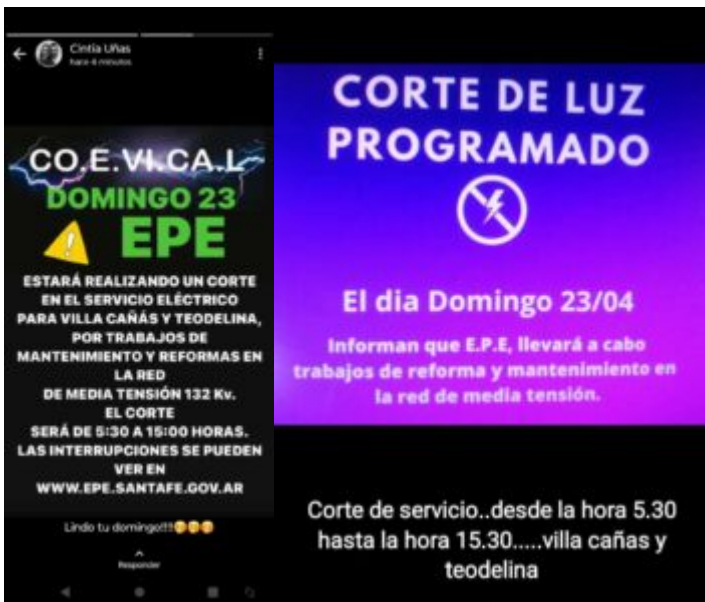 Cintia Uñas
hace 4 minutos
CO.E.VI.CA.L
DOMINGO 23
EPE
ESTARÁ REALIZANDO UN CORTE
EN EL SERVICIO ELÉCTRICO
PARA VILLA CAÑÁS Y TEODELINA,
POR TRABAJOS DE
MANTENIMIENTO Y REFORMAS EN
LA RED
DE MEDIA TENSIÓN 132 Kv.
EL CORTE
SERÁ DE 5:30 A 15:00 HORAS.
LAS INTERRUPCIONES SE PUEDEN
VER EN
WWW.EPE.SANTAFE.GOV.AR
Lindo tu domingo!!!
Responder
CORTE DE LUZ
PROGRAMADO
El dia Domingo 23/04
Informan que E.P.E, llevará a cabo
trabajos de reforma y mantenimiento en
la red de media tensión.
Corte de servicio..desde la hora 5.30
hasta la hora 15.30.....villa cañas y
teodelina